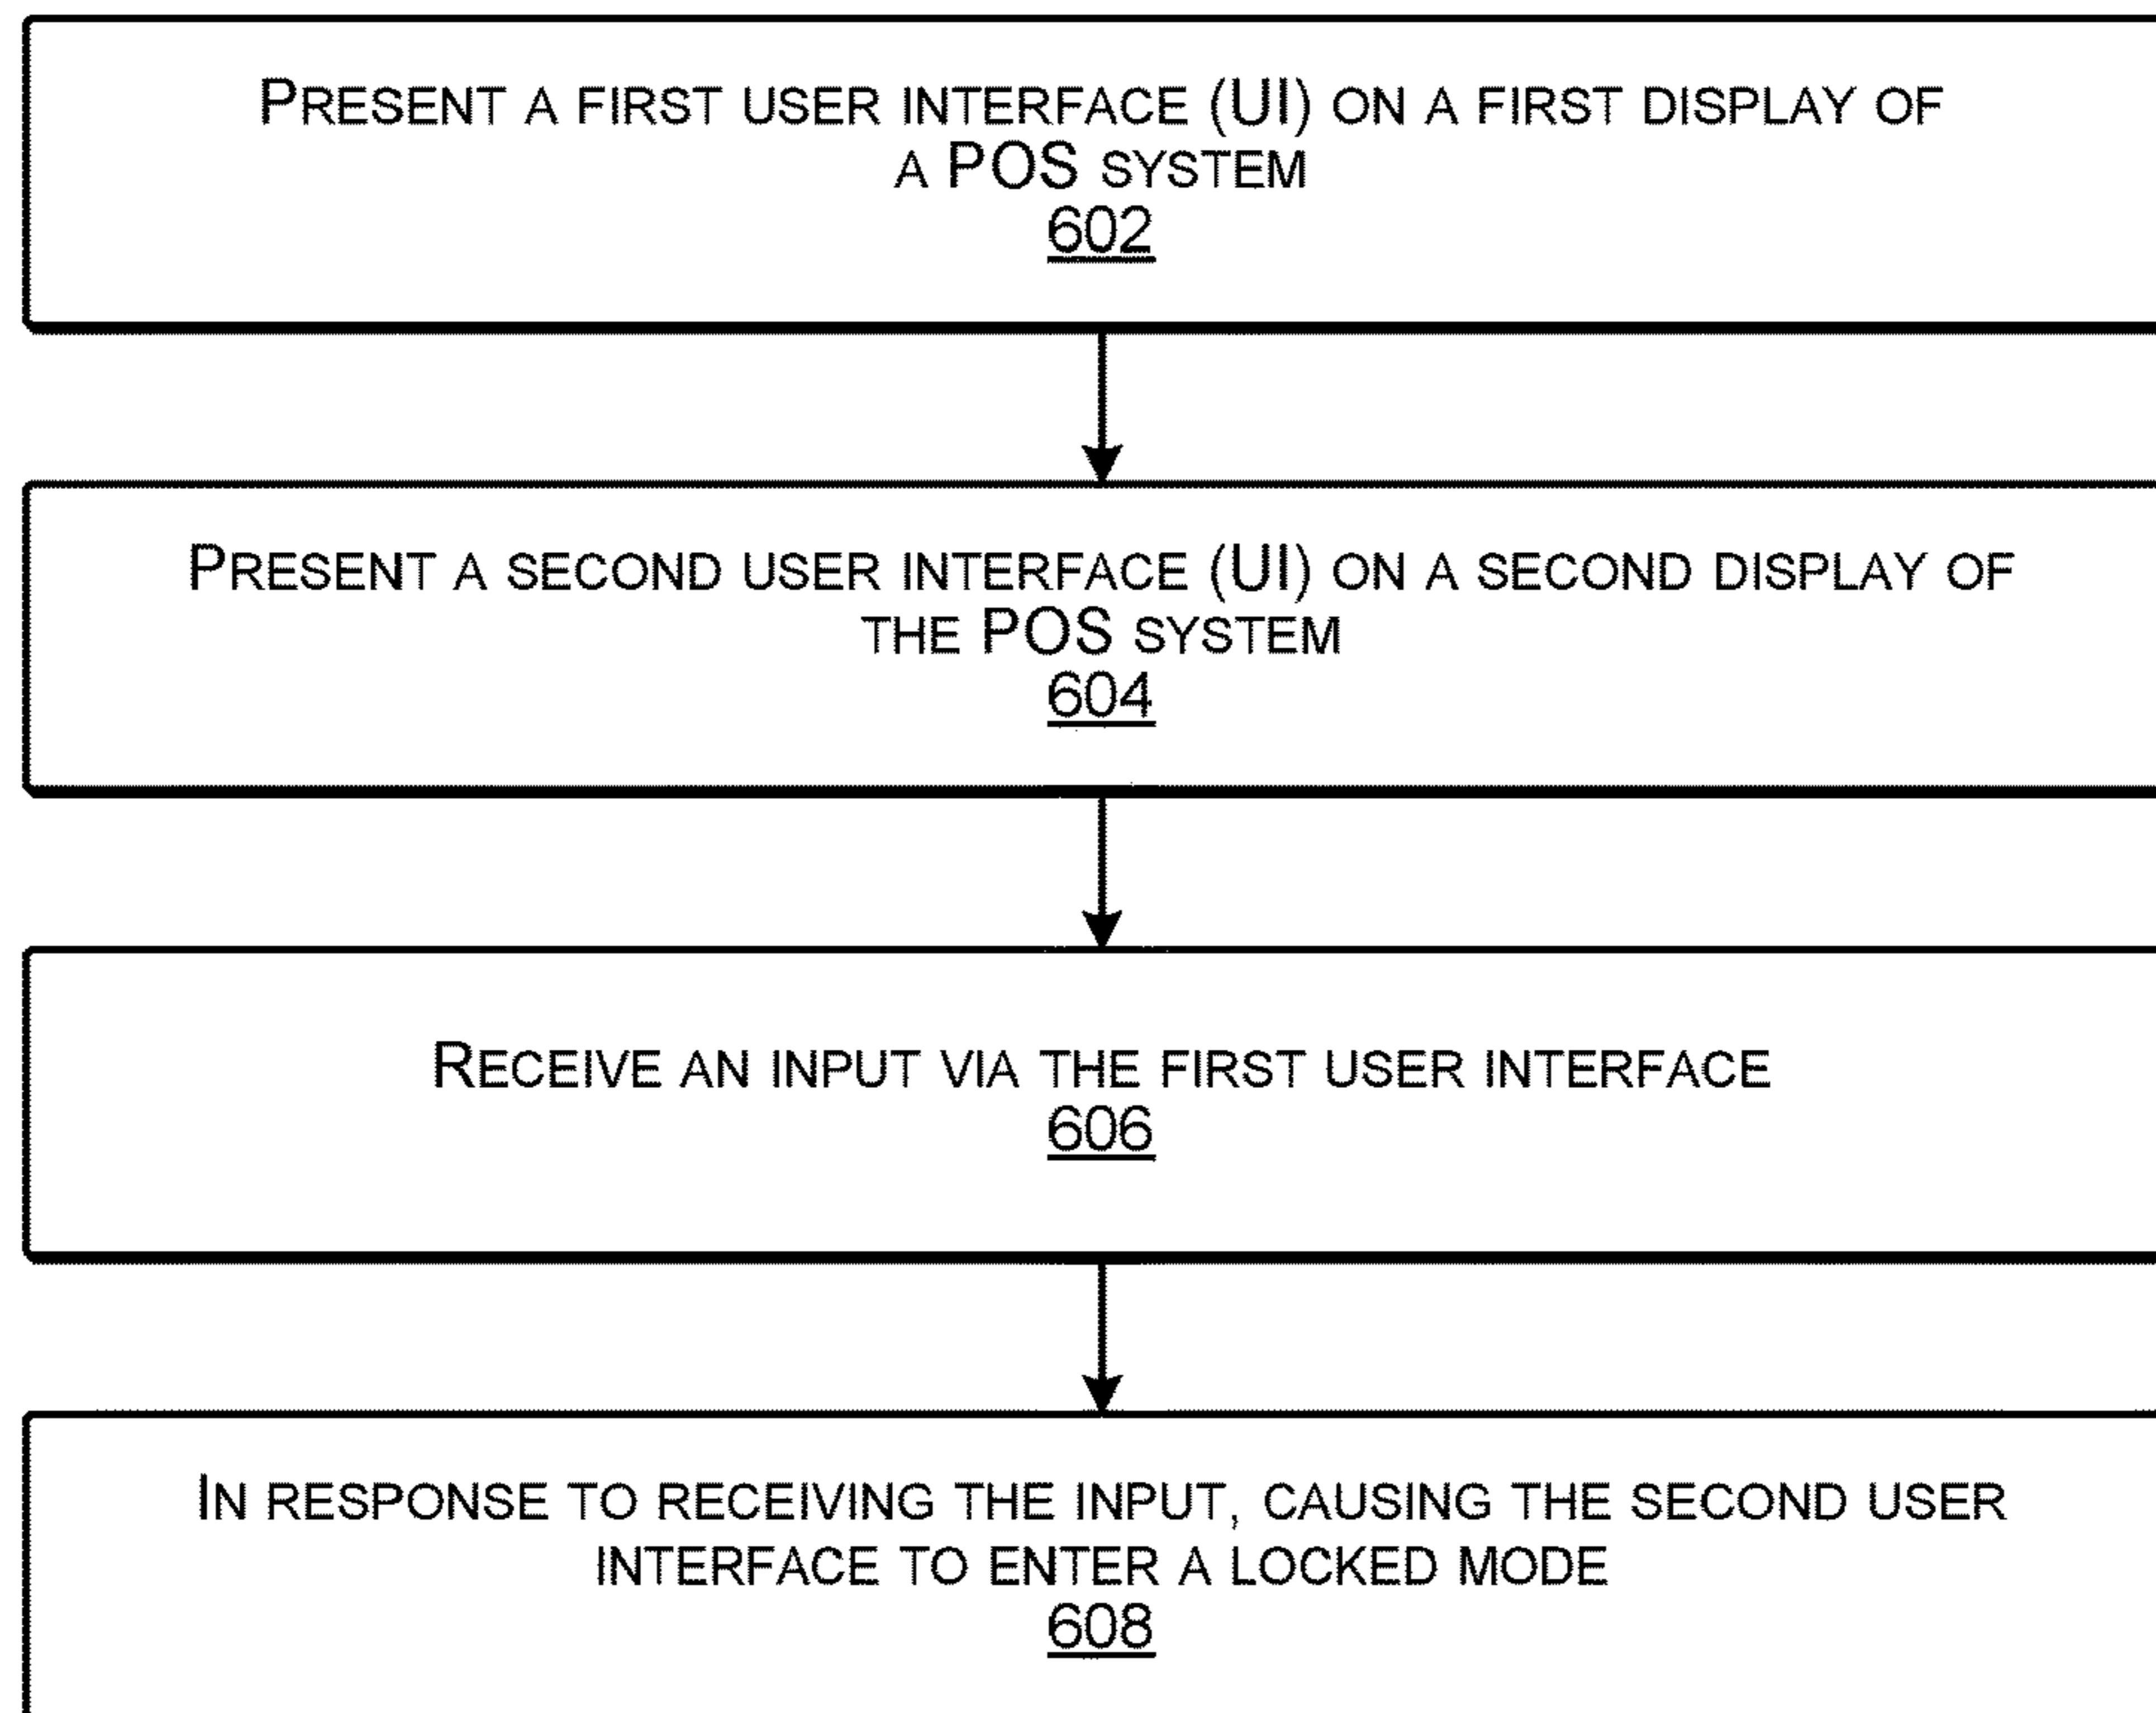 PRESENT A FIRST USER INTERFACE (UI) ON A FIRST DISPLAY OF
A POS SYSTEM
602
PRESENT A SECOND USER INTERFACE (UI) ON A SECOND DISPLAY OF
THE POS SYSTEM
604
RECEIVE AN INPUT VIA THE FIRST USER INTERFACE
606
IN RESPONSE TO RECEIVING THE INPUT, CAUSING THE SECOND USER
INTERFACE TO ENTER A LOCKED MODE
608